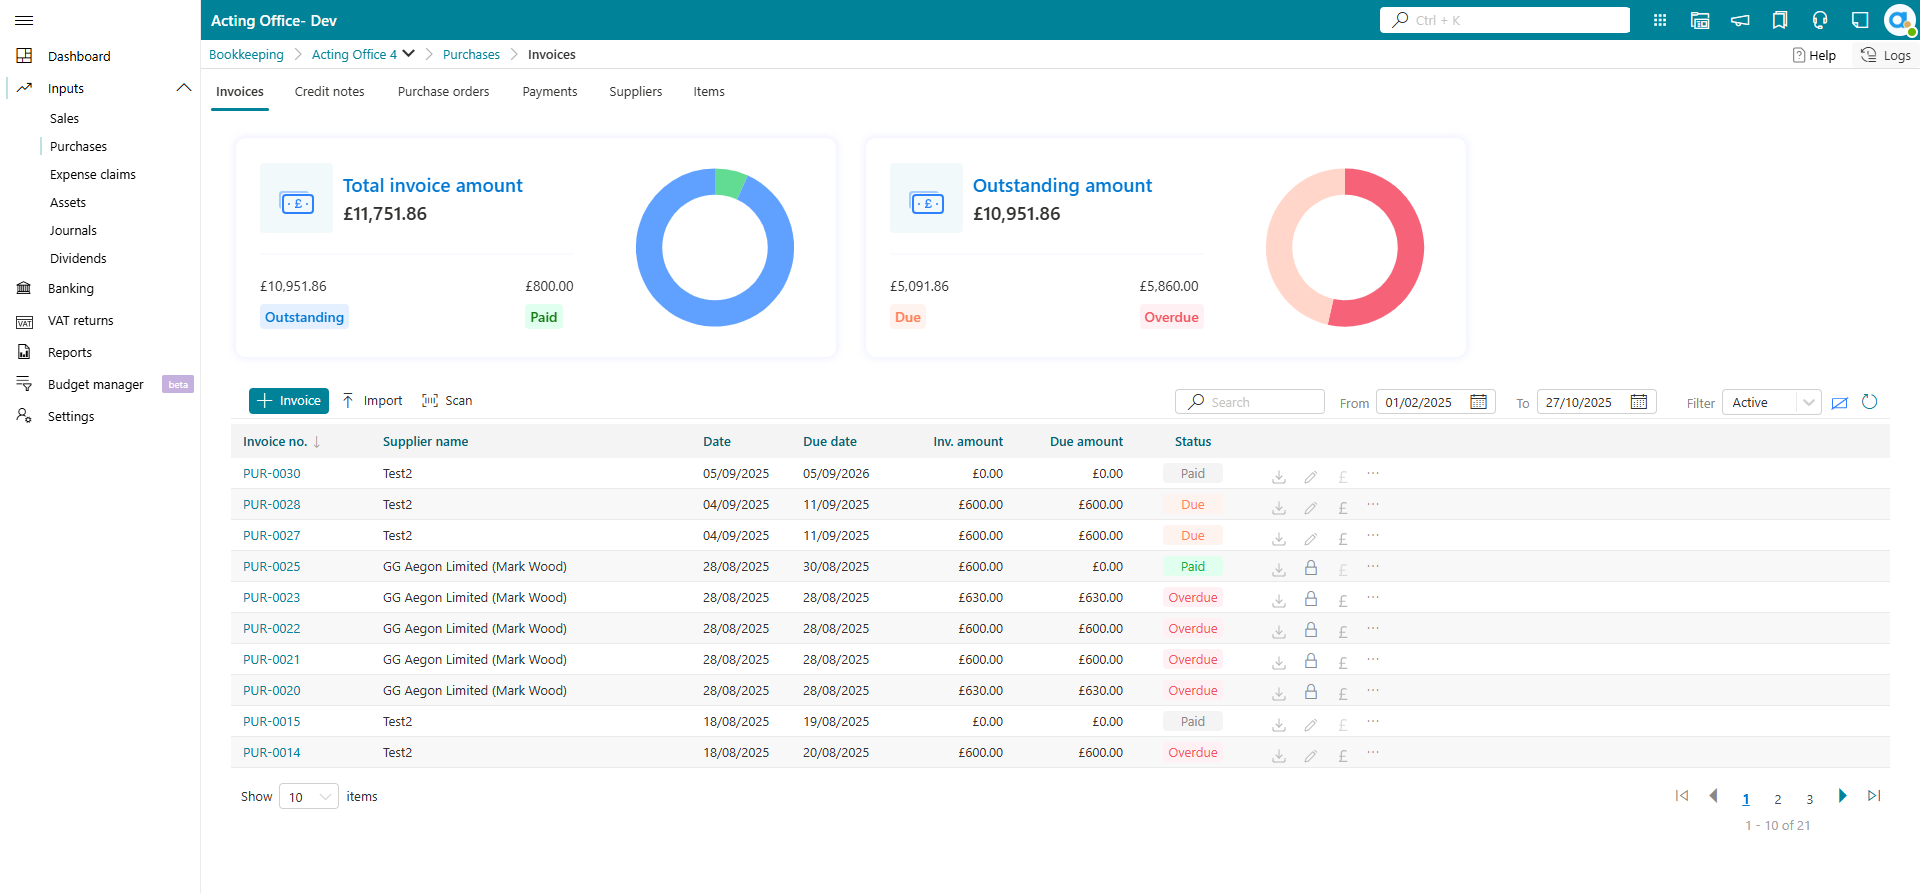 Acting Office- Dev
Ctrl + K
Bookkeeping Acting Office 4 Purchases Invoices
Help Logs
Dashboard
Inputs
Sales
Purchases
Expense claims
Assets
Journals
Dividends
Banking
VAT VAT returns
Reports
Budget manager beta
Settings
Invoices Credit notes Purchase orders Payments Suppliers Items
£ Total invoice amount
£11,751.86
£10,951.86 £800.00
Outstanding Paid
£ Outstanding amount
£10,951.86
£5,091.86 £5,860.00
Due Overdue
Invoice Import Scan Search From 01/02/2025 To 27/10/2025 Filter Active
Invoice no. Supplier name Date Due date Inv. amount Due amount Status
PUR-0030 Test2 05/09/2025 05/09/2026 £0.00 £0.00 Paid £ ...
PUR-0028 Test2 04/09/2025 11/09/2025 £600.00 £600.00 Due £ ...
PUR-0027 Test2 04/09/2025 11/09/2025 £600.00 £600.00 Due £ ...
PUR-0025 GG Aegon Limited (Mark Wood) 28/08/2025 30/08/2025 £600.00 £0.00 Paid £ ...
PUR-0023 GG Aegon Limited (Mark Wood) 28/08/2025 28/08/2025 £630.00 £630.00 Overdue £ ...
PUR-0022 GG Aegon Limited (Mark Wood) 28/08/2025 28/08/2025 £600.00 £600.00 Overdue £ ...
PUR-0021 GG Aegon Limited (Mark Wood) 28/08/2025 28/08/2025 £600.00 £600.00 Overdue £ ...
PUR-0020 GG Aegon Limited (Mark Wood) 28/08/2025 28/08/2025 £630.00 £630.00 Overdue £ ...
PUR-0015 Test2 18/08/2025 19/08/2025 £0.00 £0.00 Paid £ ...
PUR-0014 Test2 18/08/2025 20/08/2025 £600.00 £600.00 Overdue £ ...
Show 10 items
1 2 3
1 - 10 of 21